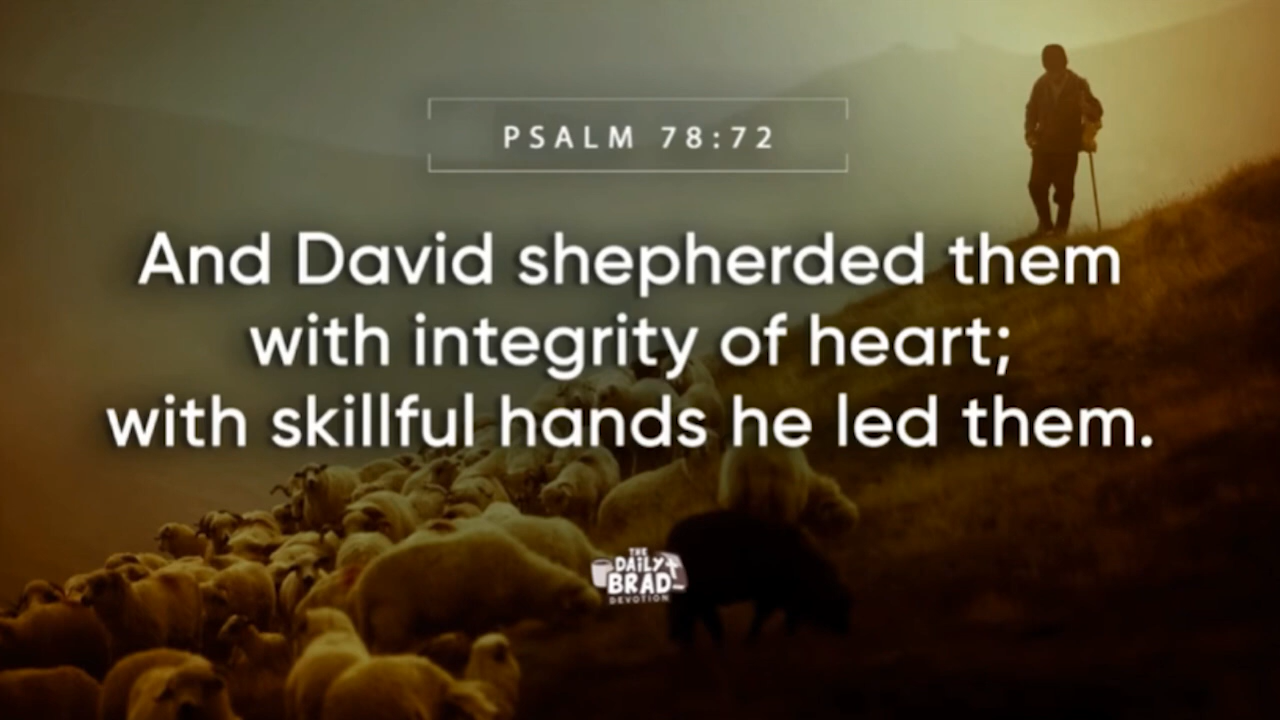 PSALM 78:72
And David shepherded them
with integrity of heart;
with skillful hands he led them.
THE
DAILY
BRAD
DEVOTION